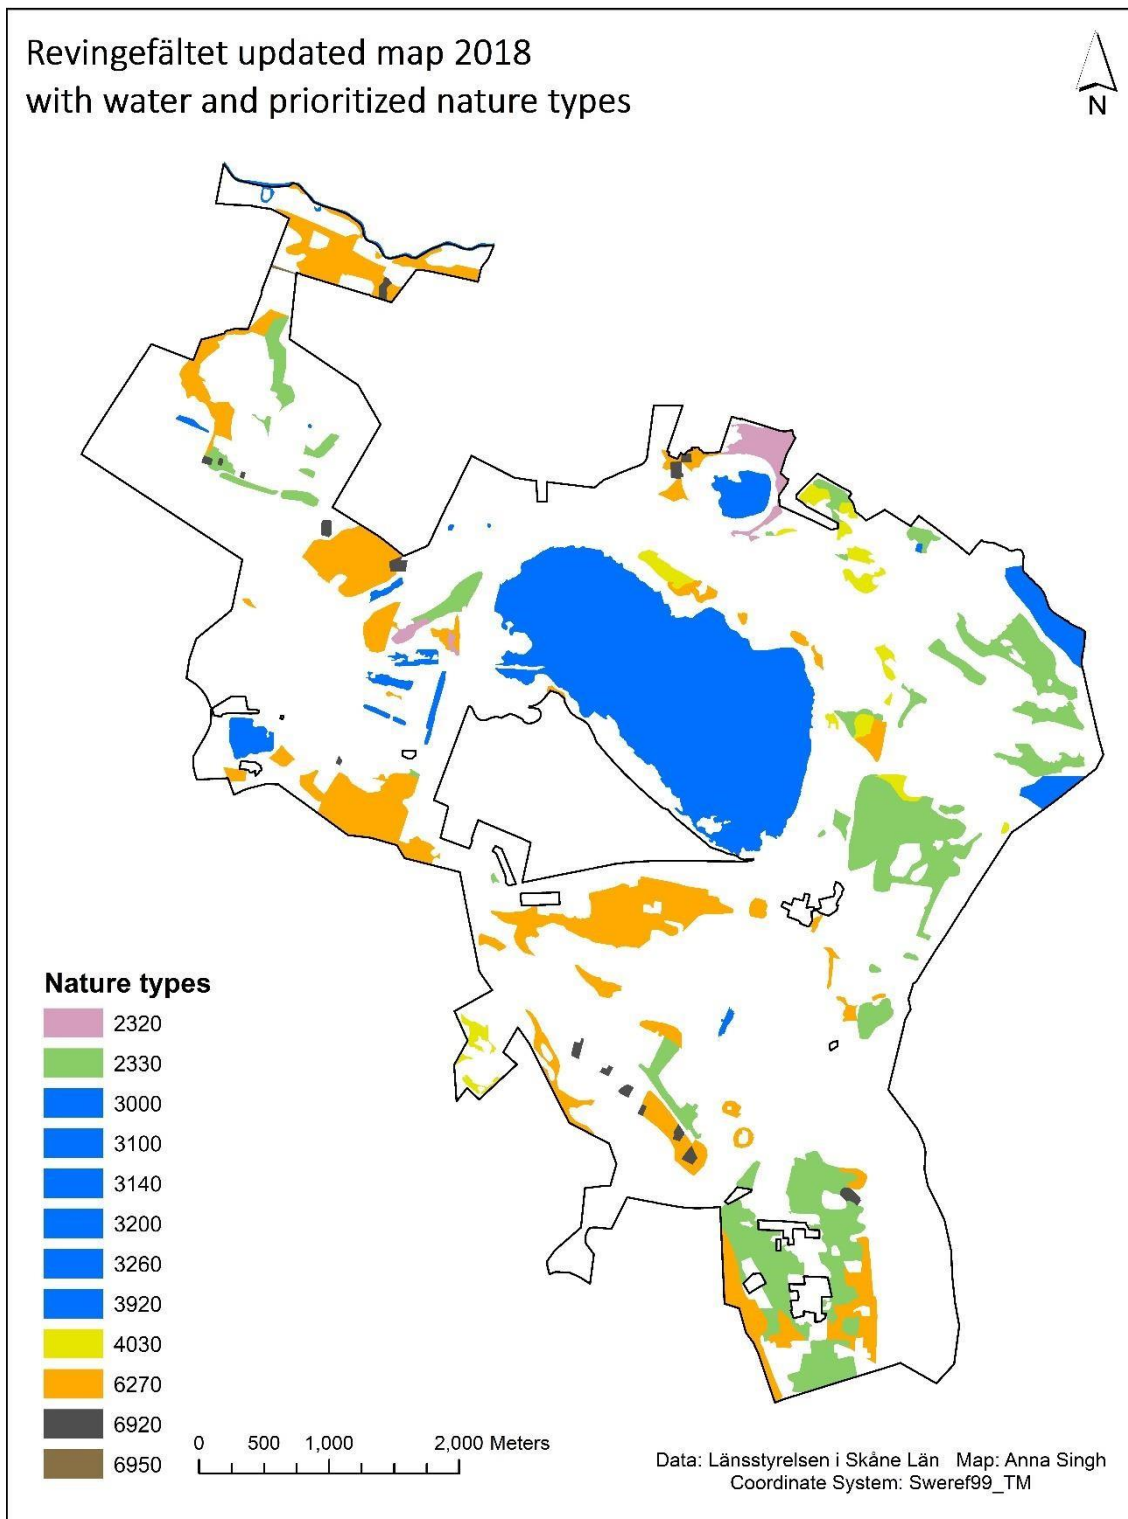 Revingefältet updated map 2018
with water and prioritized nature types
N
Nature types
2320
2330
3000
3100
3140
3200
3260
3920
4030
6270
6920
6950
0 500 1,000 2,000 Meters
Data: Länsstyrelsen i Skåne Län Map: Anna Singh
Coordinate System: Sweref99_TM